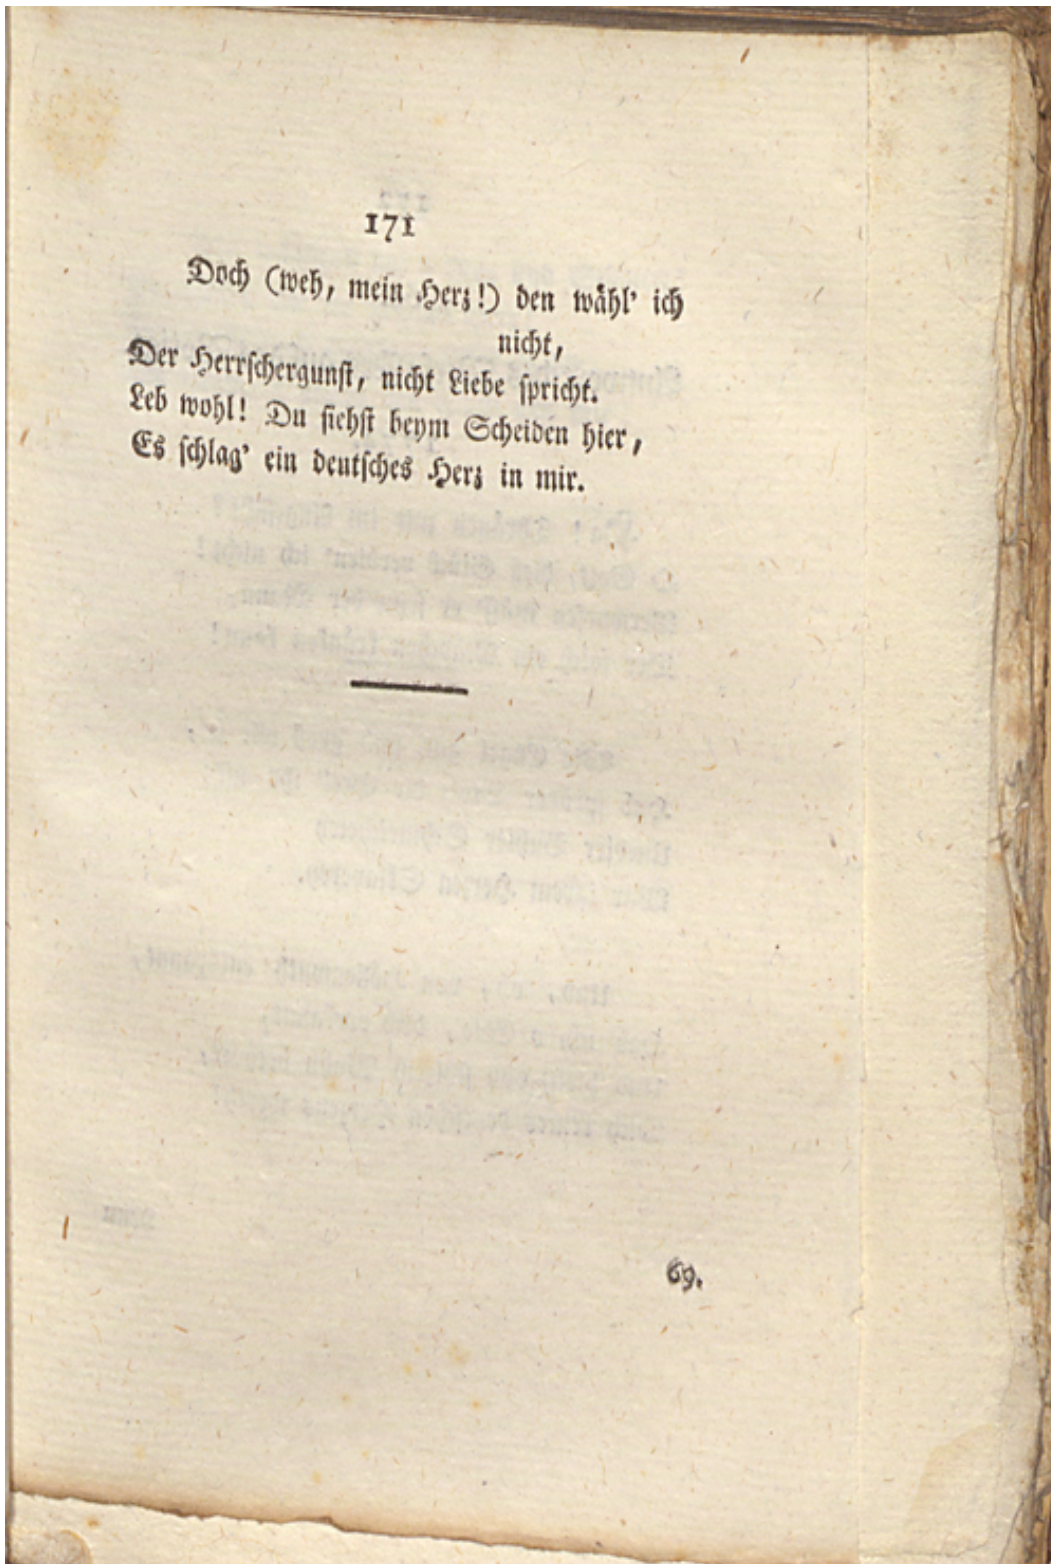 171
Doch (weh, mein Herz!) den wähl' ich
nicht,
Der Herrschergunst, nicht Liebe spricht.
Leb wohl! Du siehst beym Scheiden hier,
Es schlag' ein deutsches Herz in mir.
69.